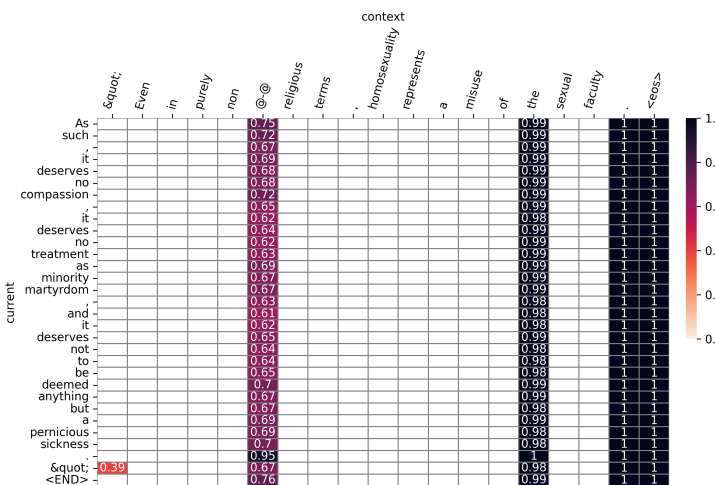 context
&quot; Even in purely non @-@ religious terms , homosexuality represents a misuse of the sexual faculty . <eos>
current
As 0.75 0.99 1 1 1.
such 0.72 0.99 1 1
, 0.67 0.99 1 1
it 0.69 0.99 1 1
deserves 0.68 0.99 1 1
no 0.68 0.99 1 1
compassion 0.72 0.99 1 1
, 0.65 0.99 1 1 0.
it 0.62 0.98 1 1
deserves 0.64 0.99 1 1
no 0.62 0.99 1 1
treatment 0.63 0.99 1 1 0.
as 0.69 0.99 1 1
minority 0.67 0.99 1 1
martyrdom 0.67 0.99 1 1
, 0.63 0.98 1 1 0.
and 0.61 0.98 1 1
it 0.62 0.98 1 1
deserves 0.65 0.99 1 1
not 0.64 0.98 1 1 0.
to 0.64 0.98 1 1
be 0.65 0.98 1 1
deemed 0.7 0.99 1 1
anything 0.67 0.99 1 1 0.
but 0.67 0.98 1 1
a 0.69 0.99 1 1
pernicious 0.69 0.98 1 1
sickness 0.7 0.98 1 1
. 0.95 1 1 1
&quot; 0.39 0.67 0.98 1 1
<END> 0.76 0.99 1 1